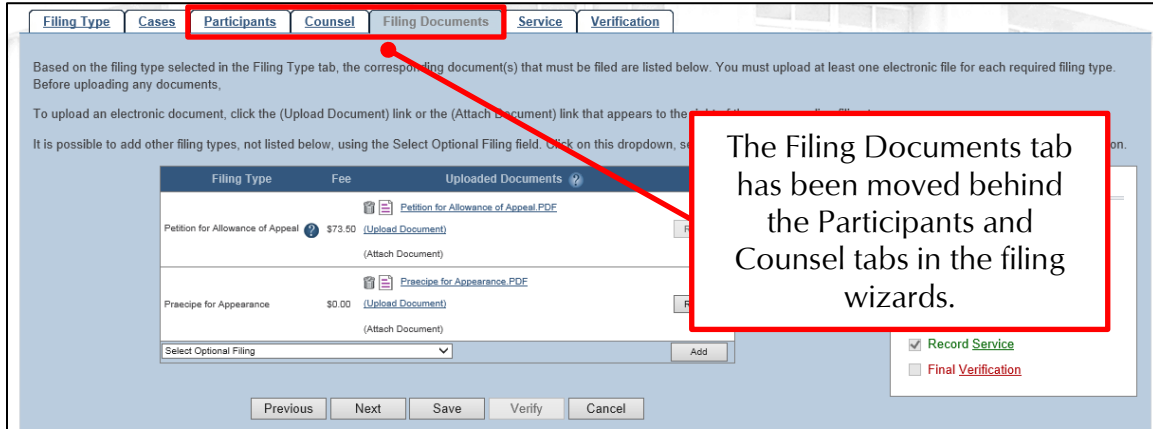 Filing Type Cases Participants Counsel Filing Documents Service Verification
Based on the filing type selected in the Filing Type tab, the corresponding document(s) that must be filed are listed below. You must upload at least one electronic file for each required filing type.
Before uploading any documents,
To upload an electronic document, click the (Upload Document) link or the (Attach Document) link that appears to the
It is possible to add other filing types, not listed below, using the Select Optional Filing field. Click on this dropdown,
The Filing Documents tab
has been moved behind
the Participants and
Counsel tabs in the filing
wizards.
Filing Type Fee Uploaded Documents ?
Petition for Allowance of Appeal.PDF
Petition for Allowance of Appeal ? $73.50 (Upload Document)
(Attach Document)
Praecipe for Appearance.PDF
Praecipe for Appearance $0.00 (Upload Document)
(Attach Document)
Select Optional Filing Add
Record Service
Final Verification
Previous Next Save Verify Cancel